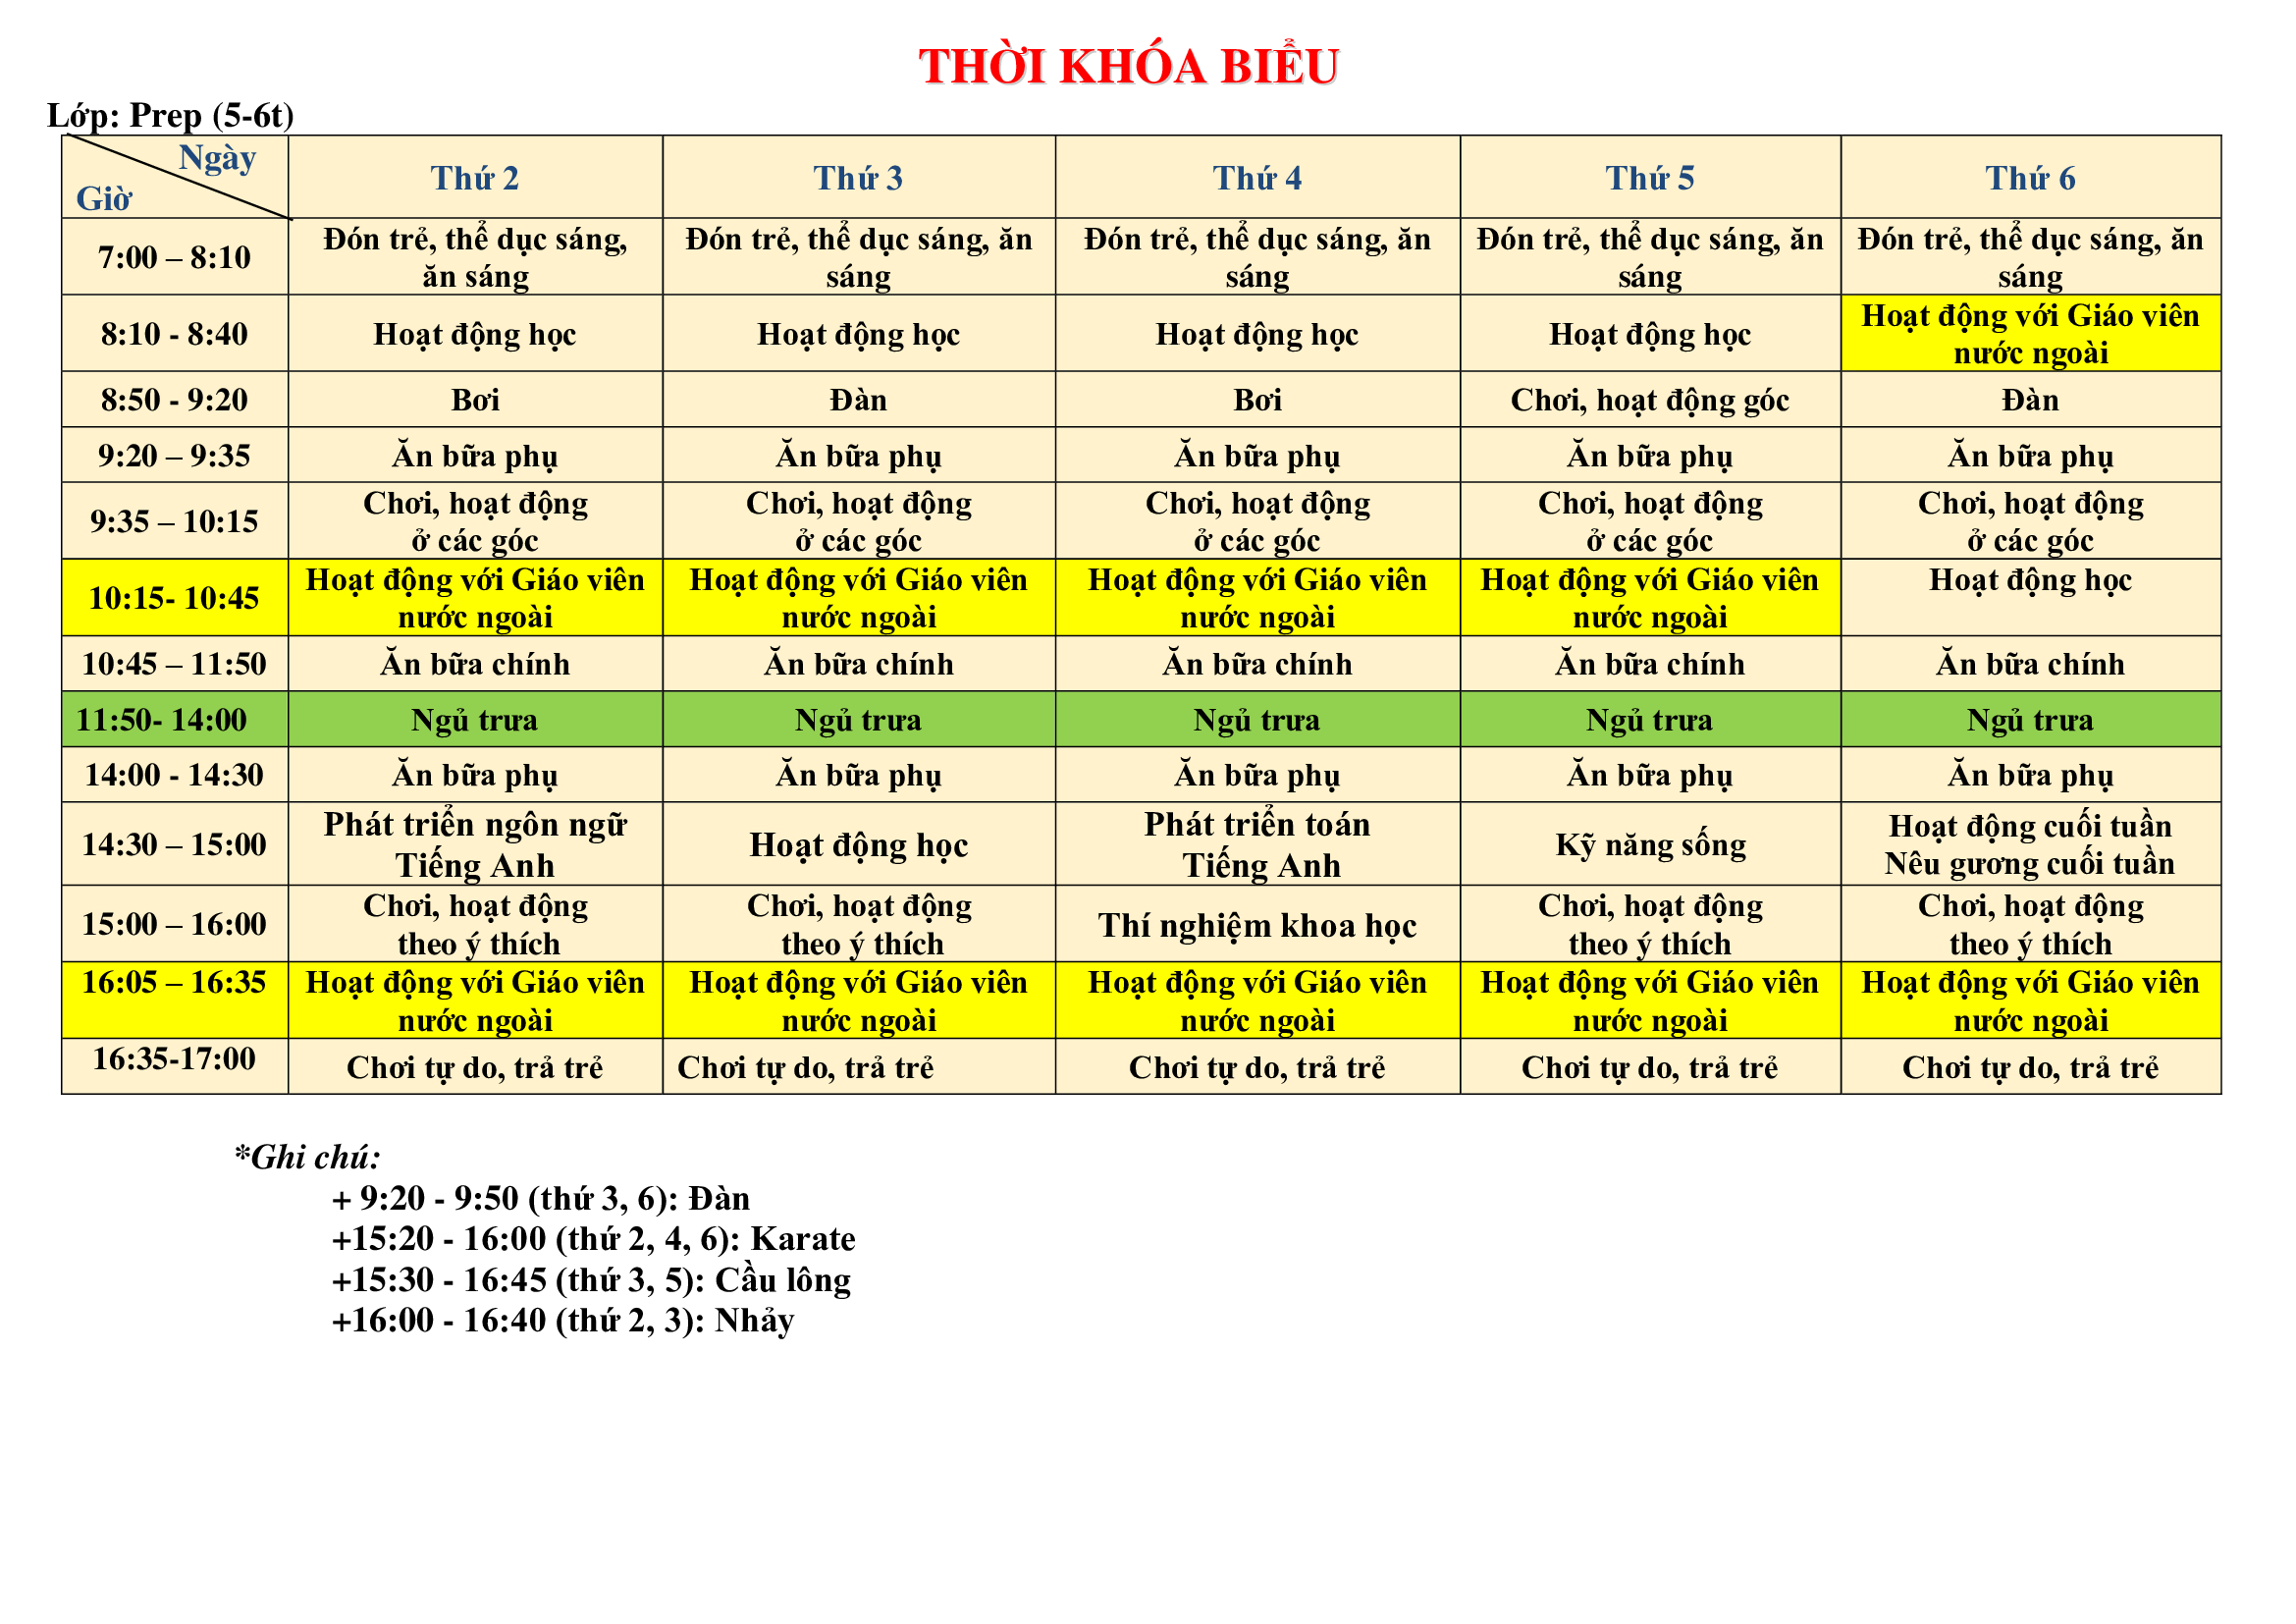 THỜI KHÓA BIỂU
Lớp: Prep (5-6t)
Ngày
Giờ
Thứ 2
Thứ 3
Thứ 4
Thứ 5
Thứ 6
7:00 – 8:10
Đón trẻ, thể dục sáng,
ăn sáng
Đón trẻ, thể dục sáng, ăn
sáng
Đón trẻ, thể dục sáng, ăn
sáng
Đón trẻ, thể dục sáng, ăn
sáng
Đón trẻ, thể dục sáng, ăn
sáng
8:10 - 8:40
Hoạt động học
Hoạt động học
Hoạt động học
Hoạt động học
Hoạt động với Giáo viên
nước ngoài
8:50 - 9:20
Bơi
Đàn
Bơi
Chơi, hoạt động góc
Đàn
9:20 – 9:35
Ăn bữa phụ
Ăn bữa phụ
Ăn bữa phụ
Ăn bữa phụ
Ăn bữa phụ
9:35 – 10:15
Chơi, hoạt động
ở các góc
Chơi, hoạt động
ở các góc
Chơi, hoạt động
ở các góc
Chơi, hoạt động
ở các góc
Chơi, hoạt động
ở các góc
10:15- 10:45
Hoạt động với Giáo viên
nước ngoài
Hoạt động với Giáo viên
nước ngoài
Hoạt động với Giáo viên
nước ngoài
Hoạt động với Giáo viên
nước ngoài
Hoạt động học
10:45 – 11:50
Ăn bữa chính
Ăn bữa chính
Ăn bữa chính
Ăn bữa chính
Ăn bữa chính
11:50- 14:00
Ngủ trưa
Ngủ trưa
Ngủ trưa
Ngủ trưa
Ngủ trưa
14:00 - 14:30
Ăn bữa phụ
Ăn bữa phụ
Ăn bữa phụ
Ăn bữa phụ
Ăn bữa phụ
14:30 – 15:00
Phát triển ngôn ngữ
Tiếng Anh
Hoạt động học
Phát triển toán
Tiếng Anh
Kỹ năng sống
Hoạt động cuối tuần
Nêu gương cuối tuần
15:00 – 16:00
Chơi, hoạt động
theo ý thích
Chơi, hoạt động
theo ý thích
Thí nghiệm khoa học
Chơi, hoạt động
theo ý thích
Chơi, hoạt động
theo ý thích
16:05 – 16:35
Hoạt động với Giáo viên
nước ngoài
Hoạt động với Giáo viên
nước ngoài
Hoạt động với Giáo viên
nước ngoài
Hoạt động với Giáo viên
nước ngoài
Hoạt động với Giáo viên
nước ngoài
16:35-17:00
Chơi tự do, trả trẻ
Chơi tự do, trả trẻ
Chơi tự do, trả trẻ
Chơi tự do, trả trẻ
Chơi tự do, trả trẻ
*Ghi chú:
+ 9:20 - 9:50 (thứ 3, 6): Đàn
+15:20 - 16:00 (thứ 2, 4, 6): Karate
+15:30 - 16:45 (thứ 3, 5): Cầu lông
+16:00 - 16:40 (thứ 2, 3): Nhảy